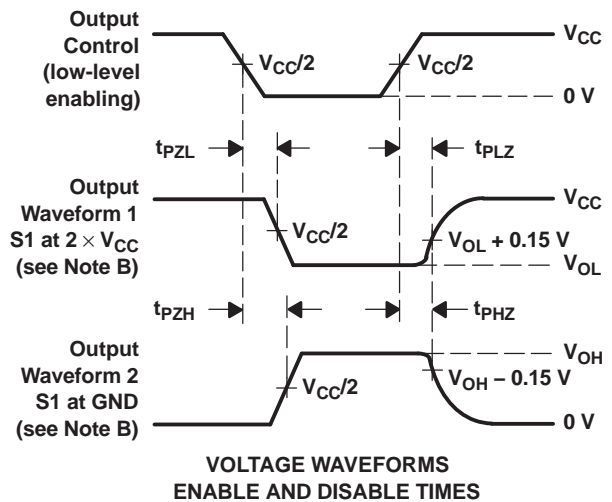 Output
Control
(low-level
enabling)
VCC/2
VCC/2
VCC
0 V
tPZL
tPLZ
Output
Waveform 1
S1 at 2 × VCC
(see Note B)
VCC/2
VCC
VOL + 0.15 V
VOL
tPZH
tPHZ
Output
Waveform 2
S1 at GND
(see Note B)
VCC/2
VOH
VOH − 0.15 V
0 V
VOLTAGE WAVEFORMS
ENABLE AND DISABLE TIMES